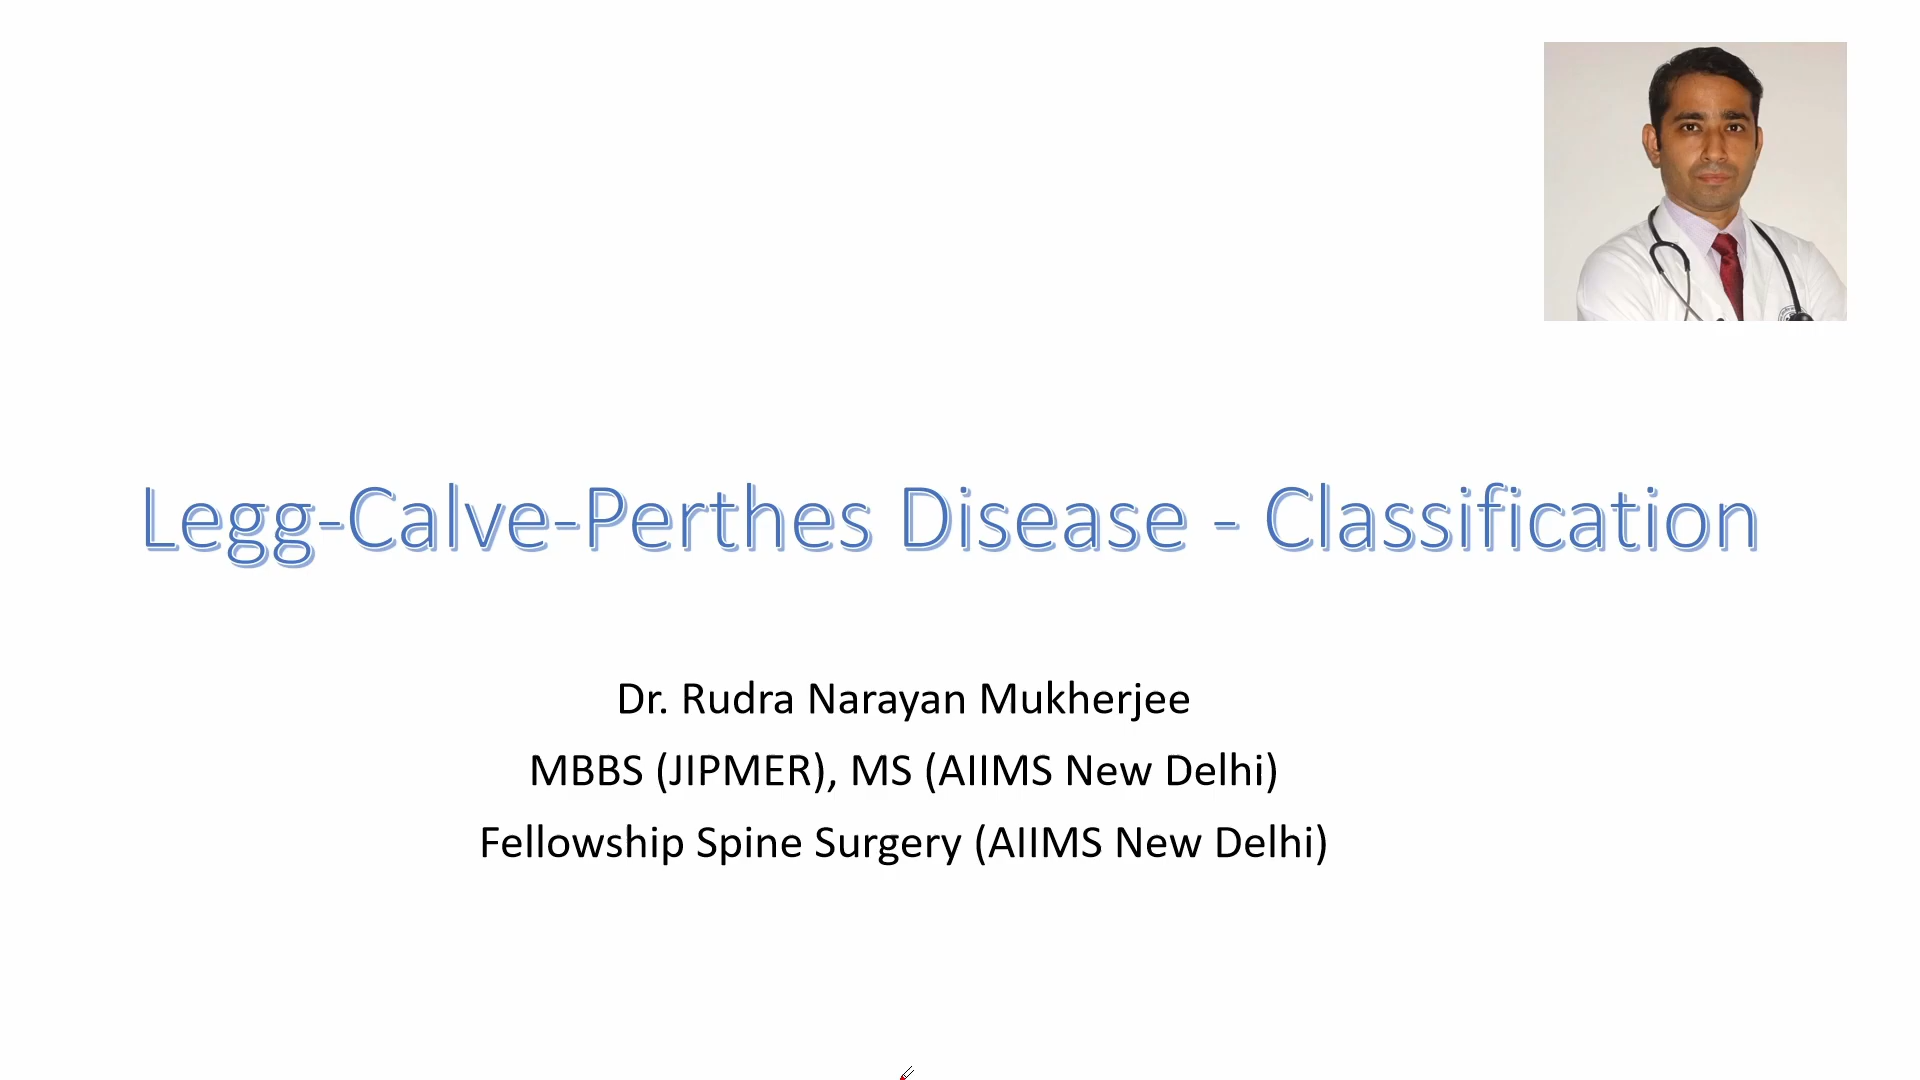 Legg-Calve-Perthes Disease - Classification
Dr. Rudra Narayan Mukherjee
MBBS (JIPMER), MS (AIIMS New Delhi)
Fellowship Spine Surgery (AIIMS New Delhi)